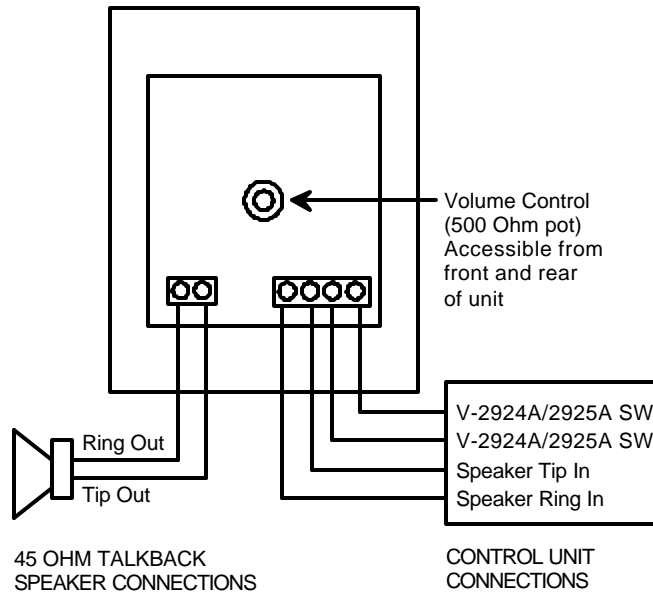 Volume Control
(500 Ohm pot)
Accessible from
front and rear
of unit
V-2924A/2925A SW
V-2924A/2925A SW
Speaker Tip In
Speaker Ring In
Ring Out
Tip Out
45 OHM TALKBACK
SPEAKER CONNECTIONS
CONTROL UNIT
CONNECTIONS